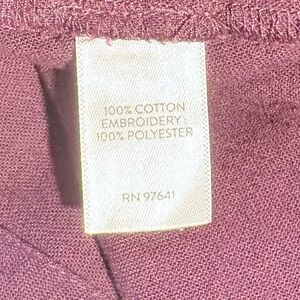 100% COTTON
EMBROIDERY:
100% POLYESTER
RN 97641